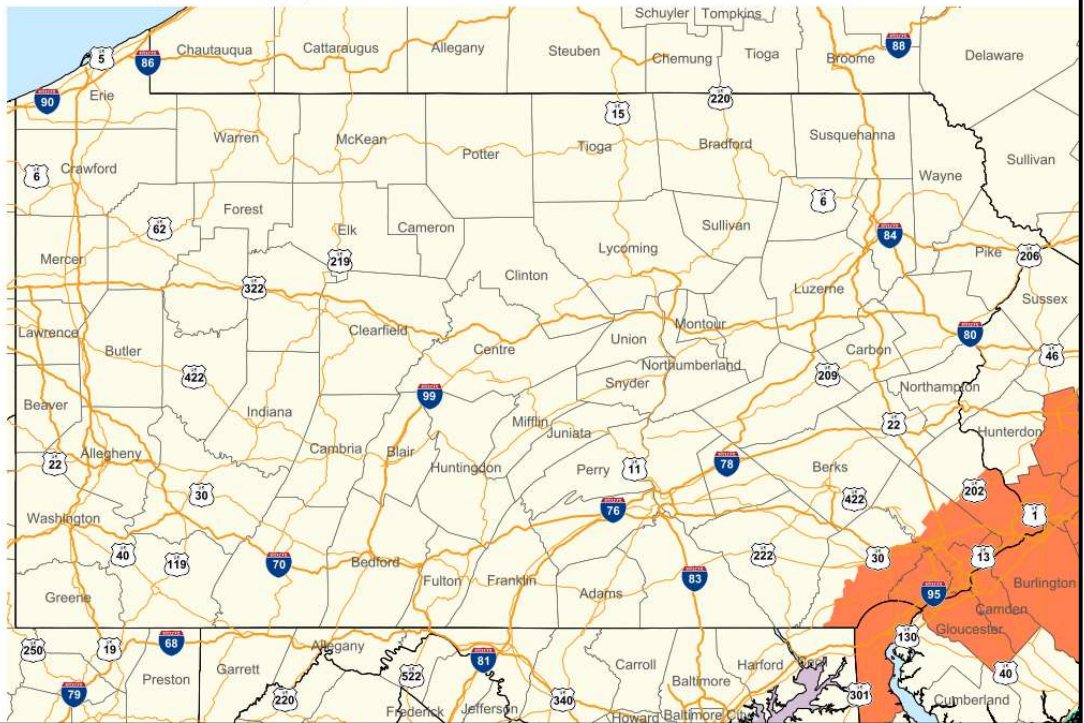 Schuyler
Tompkins
5
86
Chautauqua
Cattaraugus
Allegany
Steuben
Chemung
Tioga
Broome
88
Delaware
90
Erie
15
220
Warren
McKean
Potter
Tioga
Bradford
Susquehanna
Sullivan
6
Crawford
Wayne
6
62
Forest
Elk
Cameron
Sullivan
84
Mercer
219
Lycoming
Pike
206
322
Clinton
Luzerne
Sussex
Lawrence
Clearfield
Montour
80
Butler
Centre
Union
Carbon
46
422
Northumberland
209
Snyder
Northampton
99
Beaver
Indiana
Mifflin
22
Juniata
Hunterdon
22
Allegheny
Cambria
Blair
Huntingdon
Perry
11
78
Berks
30
422
202
Washington
76
1
40
119
70
Bedford
222
30
13
Fulton
Franklin
83
Burlington
Greene
Adams
95
Camden
Gloucester
250
19
68
Allegany
81
130
Preston
Garrett
522
Carroll
Harford
40
79
220
Baltimore
301
Cumberland
Frederick
Jefferson
340
Howard
Baltimore City